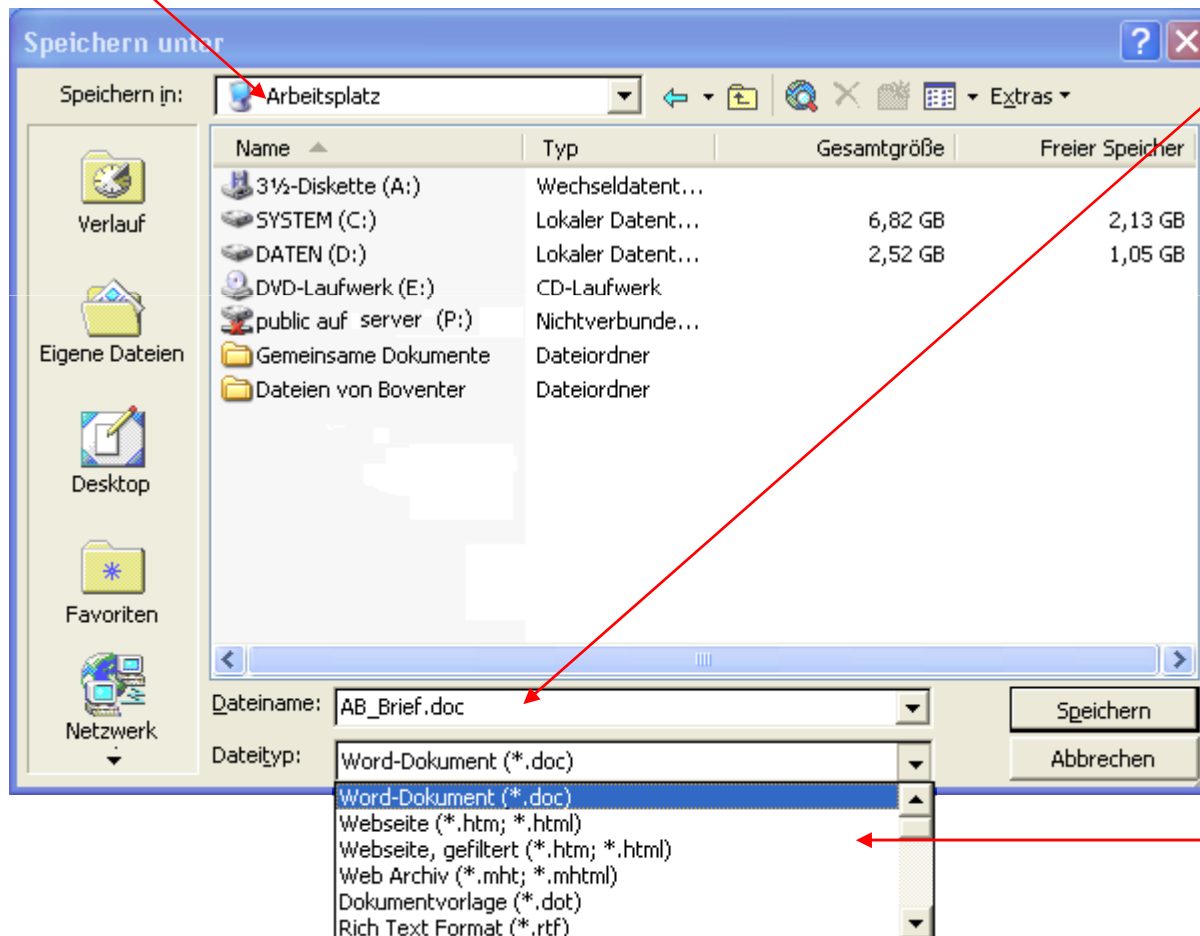 Speichern unter
Speichern in: Arbeitsplatz Extras
Name Typ Gesamtgröße Freier Speicher
3½-Diskette (A:) Wechseldatent...
SYSTEM (C:) Lokaler Datent... 6,82 GB 2,13 GB
DATEN (D:) Lokaler Datent... 2,52 GB 1,05 GB
DVD-Laufwerk (E:) CD-Laufwerk
public auf server (P:) Nichtverbunde...
Gemeinsame Dokumente Dateiordner
Dateien von Boventer Dateiordner
Verlauf
Eigene Dateien
Desktop
Favoriten
Netzwerk
Dateiname: AB_Brief.doc Speichern
Dateityp: Word-Dokument (*.doc) Abbrechen
Word-Dokument (*.doc)
Webseite (*.htm; *.html)
Webseite, gefiltert (*.htm; *.html)
Web Archiv (*.mht; *.mhtml)
Dokumentvorlage (*.dot)
Rich Text Format (*.rtf)